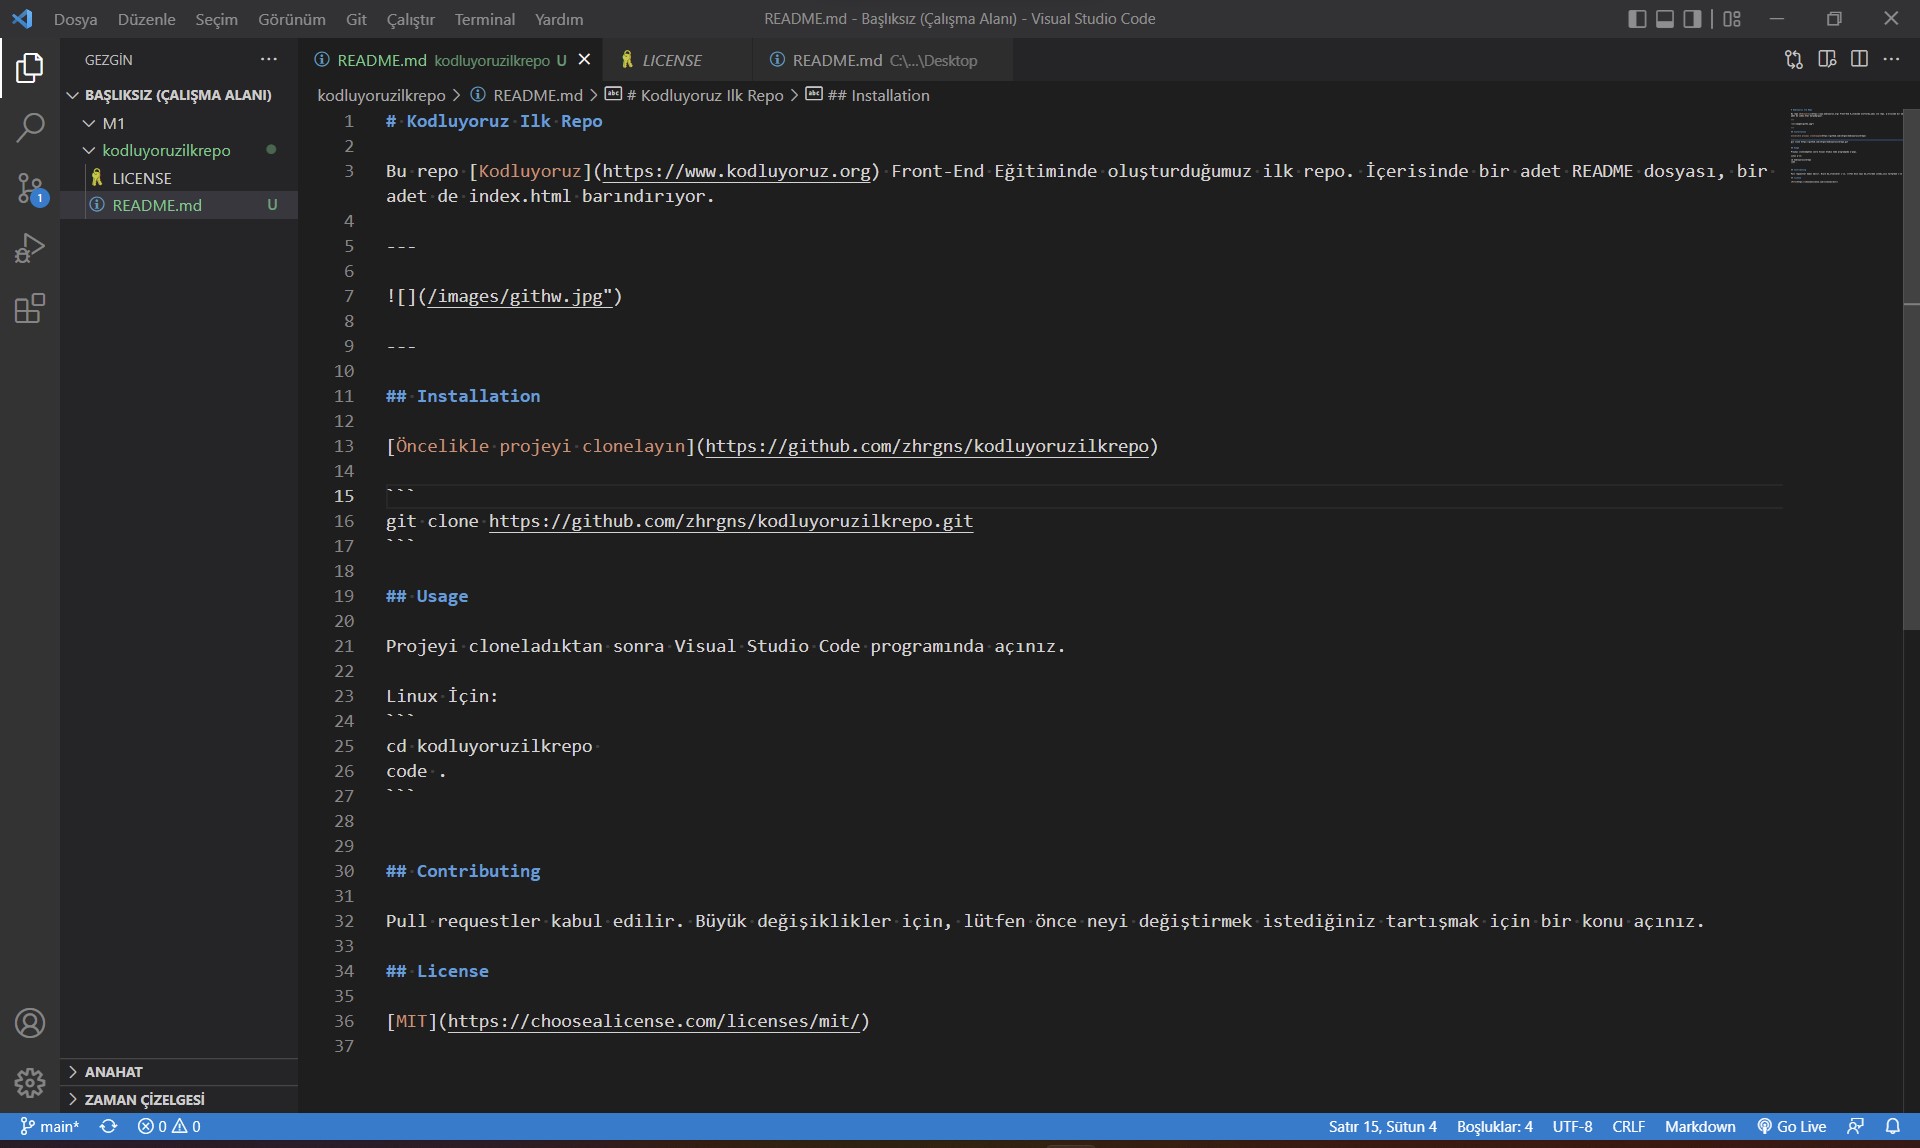 Dosya Düzenle Seçim Görünüm Git Çalıştır Terminal Yardım README.md - Başlıksız (Çalışma Alanı) - Visual Studio Code
GEZGİN
README.md kodluyoruzilkrepo U LICENSE README.md C:\...\Desktop
BAŞLIKSIZ (ÇALIŞMA ALANI)
M1
kodluyoruzilkrepo
LICENSE
README.md U
1
kodluyoruzilkrepo > README.md > # Kodluyoruz Ilk Repo > ## Installation
1 # Kodluyoruz Ilk Repo
2
3 Bu repo [Kodluyoruz](https://www.kodluyoruz.org) Front-End Eğitiminde oluşturduğumuz ilk repo. İçerisinde bir adet README dosyası, bir
adet de index.html barındırıyor.
4
5 ---
6
7 ![](/images/githw.jpg")
8
9 ---
10
11 ## Installation
12
13 [Öncelikle projeyi clonelayın](https://github.com/zhrgns/kodluyoruzilkrepo)
14
15 ```
16 git clone https://github.com/zhrgns/kodluyoruzilkrepo.git
17 ```
18
19 ## Usage
20
21 Projeyi cloneladıktan sonra Visual Studio Code programında açınız.
22
23 Linux İçin:
24 ```
25 cd kodluyoruzilkrepo
26 code .
27 ```
28
29
30 ## Contributing
31
32 Pull requestler kabul edilir. Büyük değişiklikler için, lütfen önce neyi değiştirmek istediğiniz tartışmak için bir konu açınız.
33
34 ## License
35
36 [MIT](https://choosealicense.com/licenses/mit/)
37
ANAHAT
ZAMAN ÇİZELGESİ
main* 0 0 Satır 15, Sütun 4 Boşluklar: 4 UTF-8 CRLF Markdown Go Live